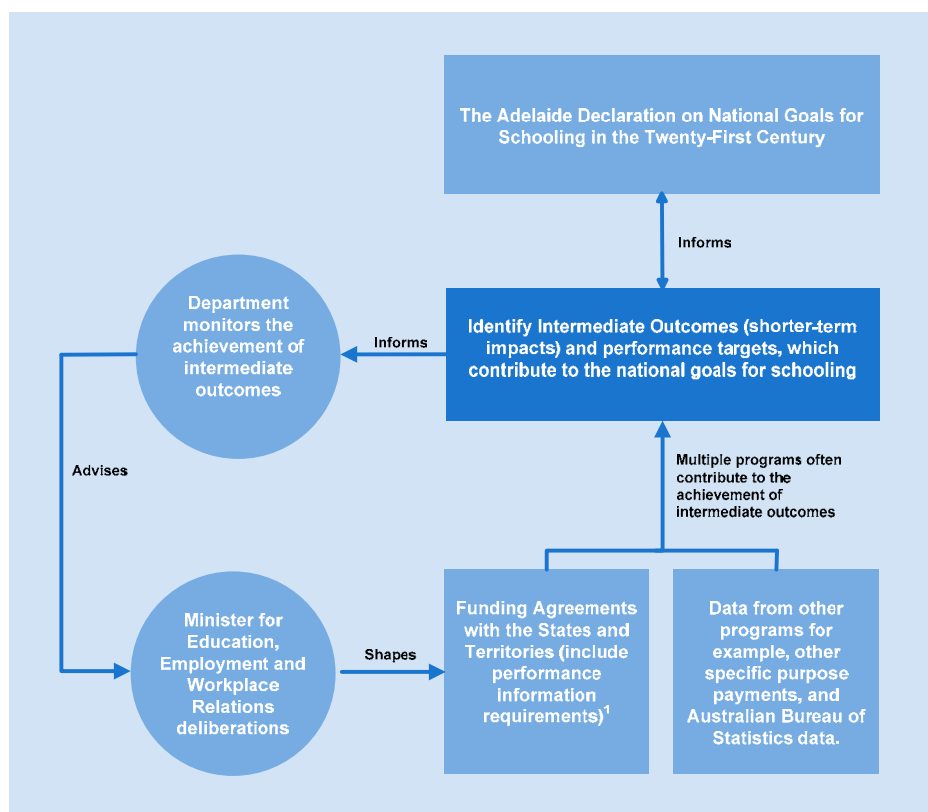 The Adelaide Declaration on National Goals for
Schooling in the Twenty-First Century
Informs
Department
monitors the
achievement of
intermediate
outcomes
Informs
Identify Intermediate Outcomes (shorter-term
impacts) and performance targets, which
contribute to the national goals for schooling
Advises
Multiple programs often
contribute to the
achievement of
intermediate outcomes
Minister for
Education,
Employment and
Workplace
Relations
deliberations
Shapes
Funding Agreements
with the States and
Territories (include
performance
information
requirements)¹
Data from other
programs for
example, other
specific purpose
payments, and
Australian Bureau of
Statistics data.